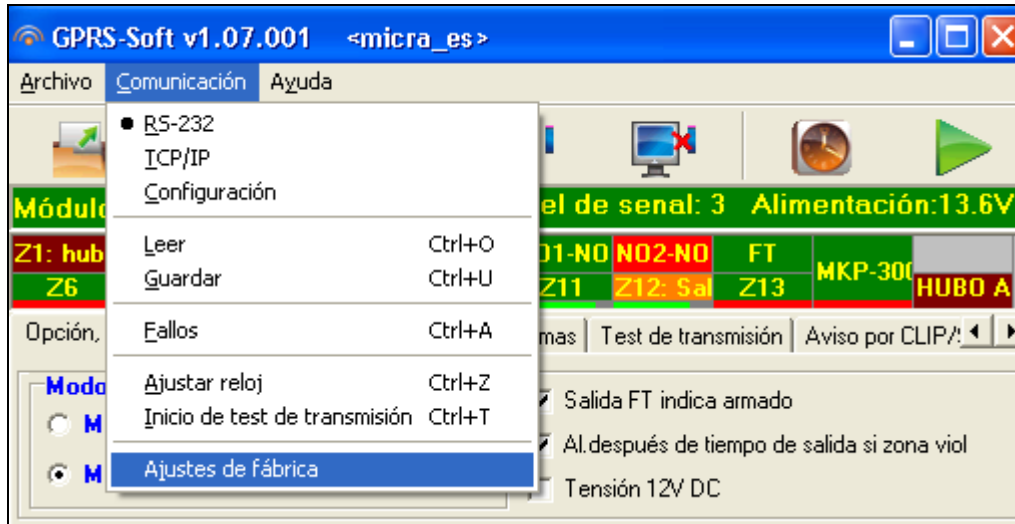 GPRS-Soft v1.07.001 <micra_es>
Archivo Comunicación Ayuda
RS-232
TCP/IP
Configuración
Leer Ctrl+O
Guardar Ctrl+U
Fallos Ctrl+A
Ajustar reloj Ctrl+Z
Inicio de test de transmisión Ctrl+T
Ajustes de fábrica
Módulo el de senal: 3 Alimentación:13.6V
Z1: hub 01-NO NO2-NO FT MKP-300
Z6 Z11 Z12: Sal Z13 HUBO A
Opción, mas Test de transmisión Aviso por CLIP/
Modo
M
M
Salida FT indica armado
Al.después de tiempo de salida si zona viol
Tensión 12V DC